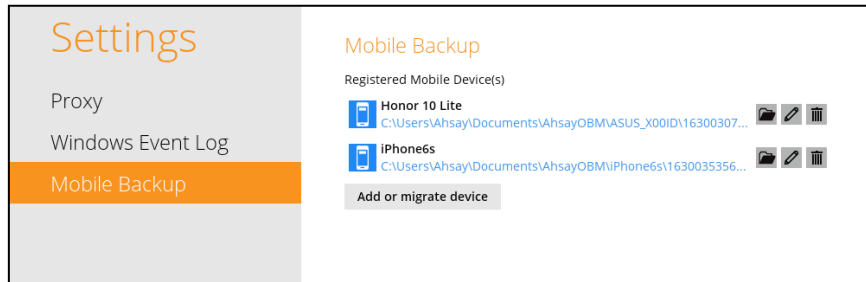 Settings
Proxy
Windows Event Log
Mobile Backup
Mobile Backup
Registered Mobile Device(s)
Honor 10 Lite
C:\Users\Ahsay\Documents\AhsayOBM\ASUS_X00ID\16300307...
iPhone6s
C:\Users\Ahsay\Documents\AhsayOBM\iPhone6s\1630035356...
Add or migrate device